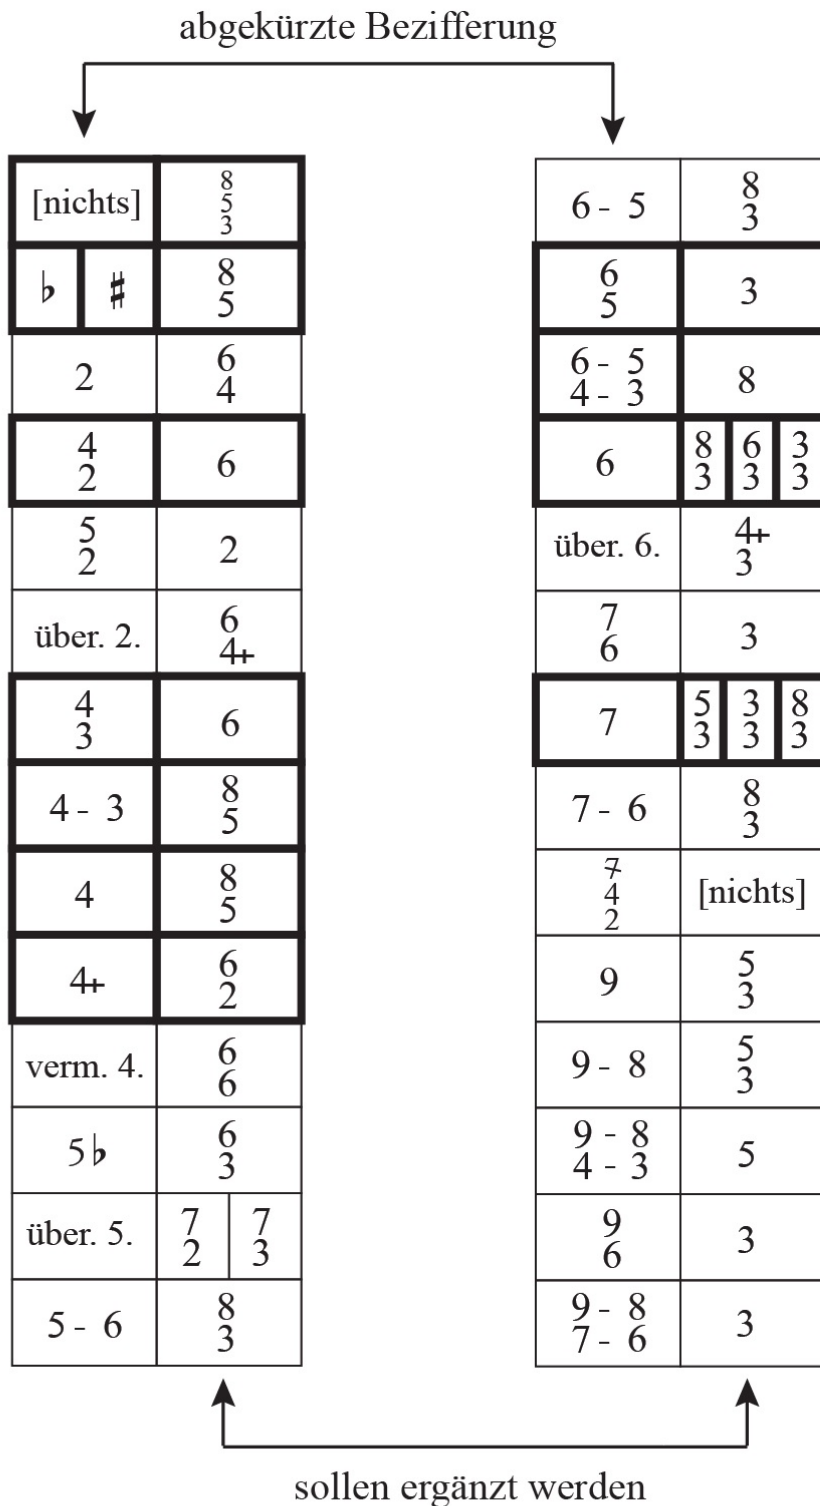 abgekürzte Bezifferung
[nichts] 8 5 3
♭ ♯ 8 5
2 6 4
4 2 6
5 2 2
über. 2. 6 4+
4 3 6
4 - 3 8 5
4 8 5
4+ 6 2
verm. 4. 6 6
5♭ 6 3
über. 5. 7 2 7 3
5 - 6 8 3
6 - 5 8 3
6 5 3
6 - 5 4 - 3 8
6 8 3 6 3 3 3
über. 6. 4+ 3
7 6 3
7 5 3 3 3 8 3
7 - 6 8 3
7 4 2 [nichts]
9 5 3
9 - 8 5 3
9 - 8 4 - 3 5
9 6 3
9 - 8 7 - 6 3
sollen ergänzt werden